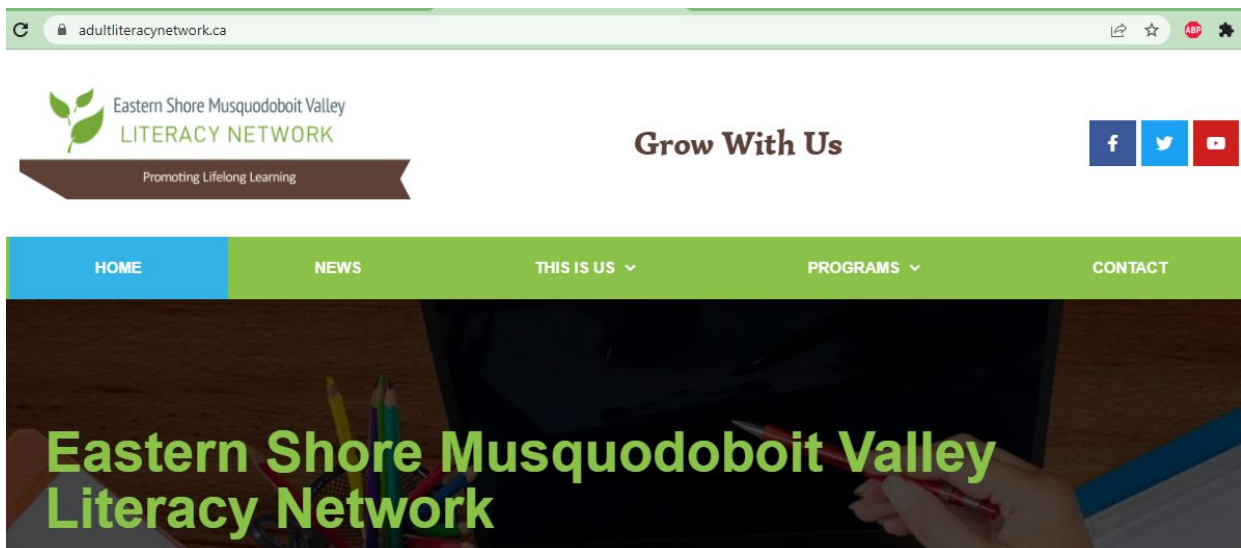 adultliteracynetwork.ca
ABP
Eastern Shore Musquodoboit Valley
LITERACY NETWORK
Promoting Lifelong Learning
Grow With Us
HOME NEWS THIS IS US PROGRAMS CONTACT
Eastern Shore Musquodoboit Valley
Literacy Network